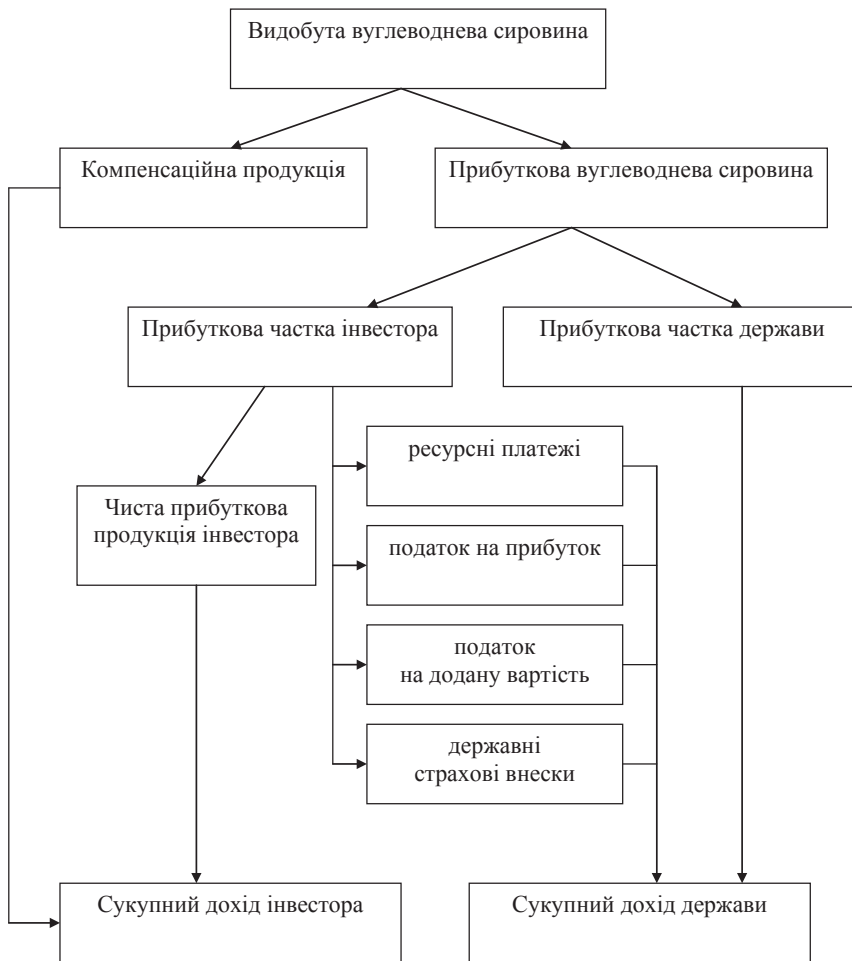 Видобута вуглеводнева сировина
Компенсаційна продукція
Прибуткова вуглеводнева сировина
Прибуткова частка інвестора
Прибуткова частка держави
ресурсні платежі
Чиста прибуткова
продукція інвестора
податок на прибуток
податок
на додану вартість
державні
страхові внески
Сукупний дохід інвестора
Сукупний дохід держави